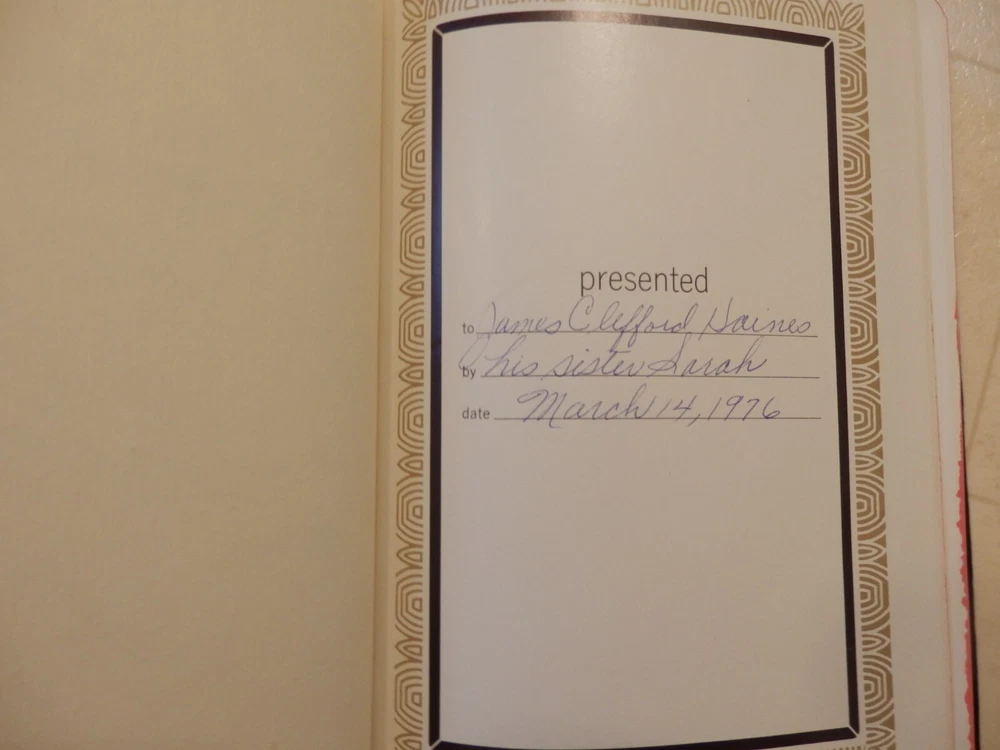 presented
to James Clifford Haines
by his sister Sarah
date March 14, 1976